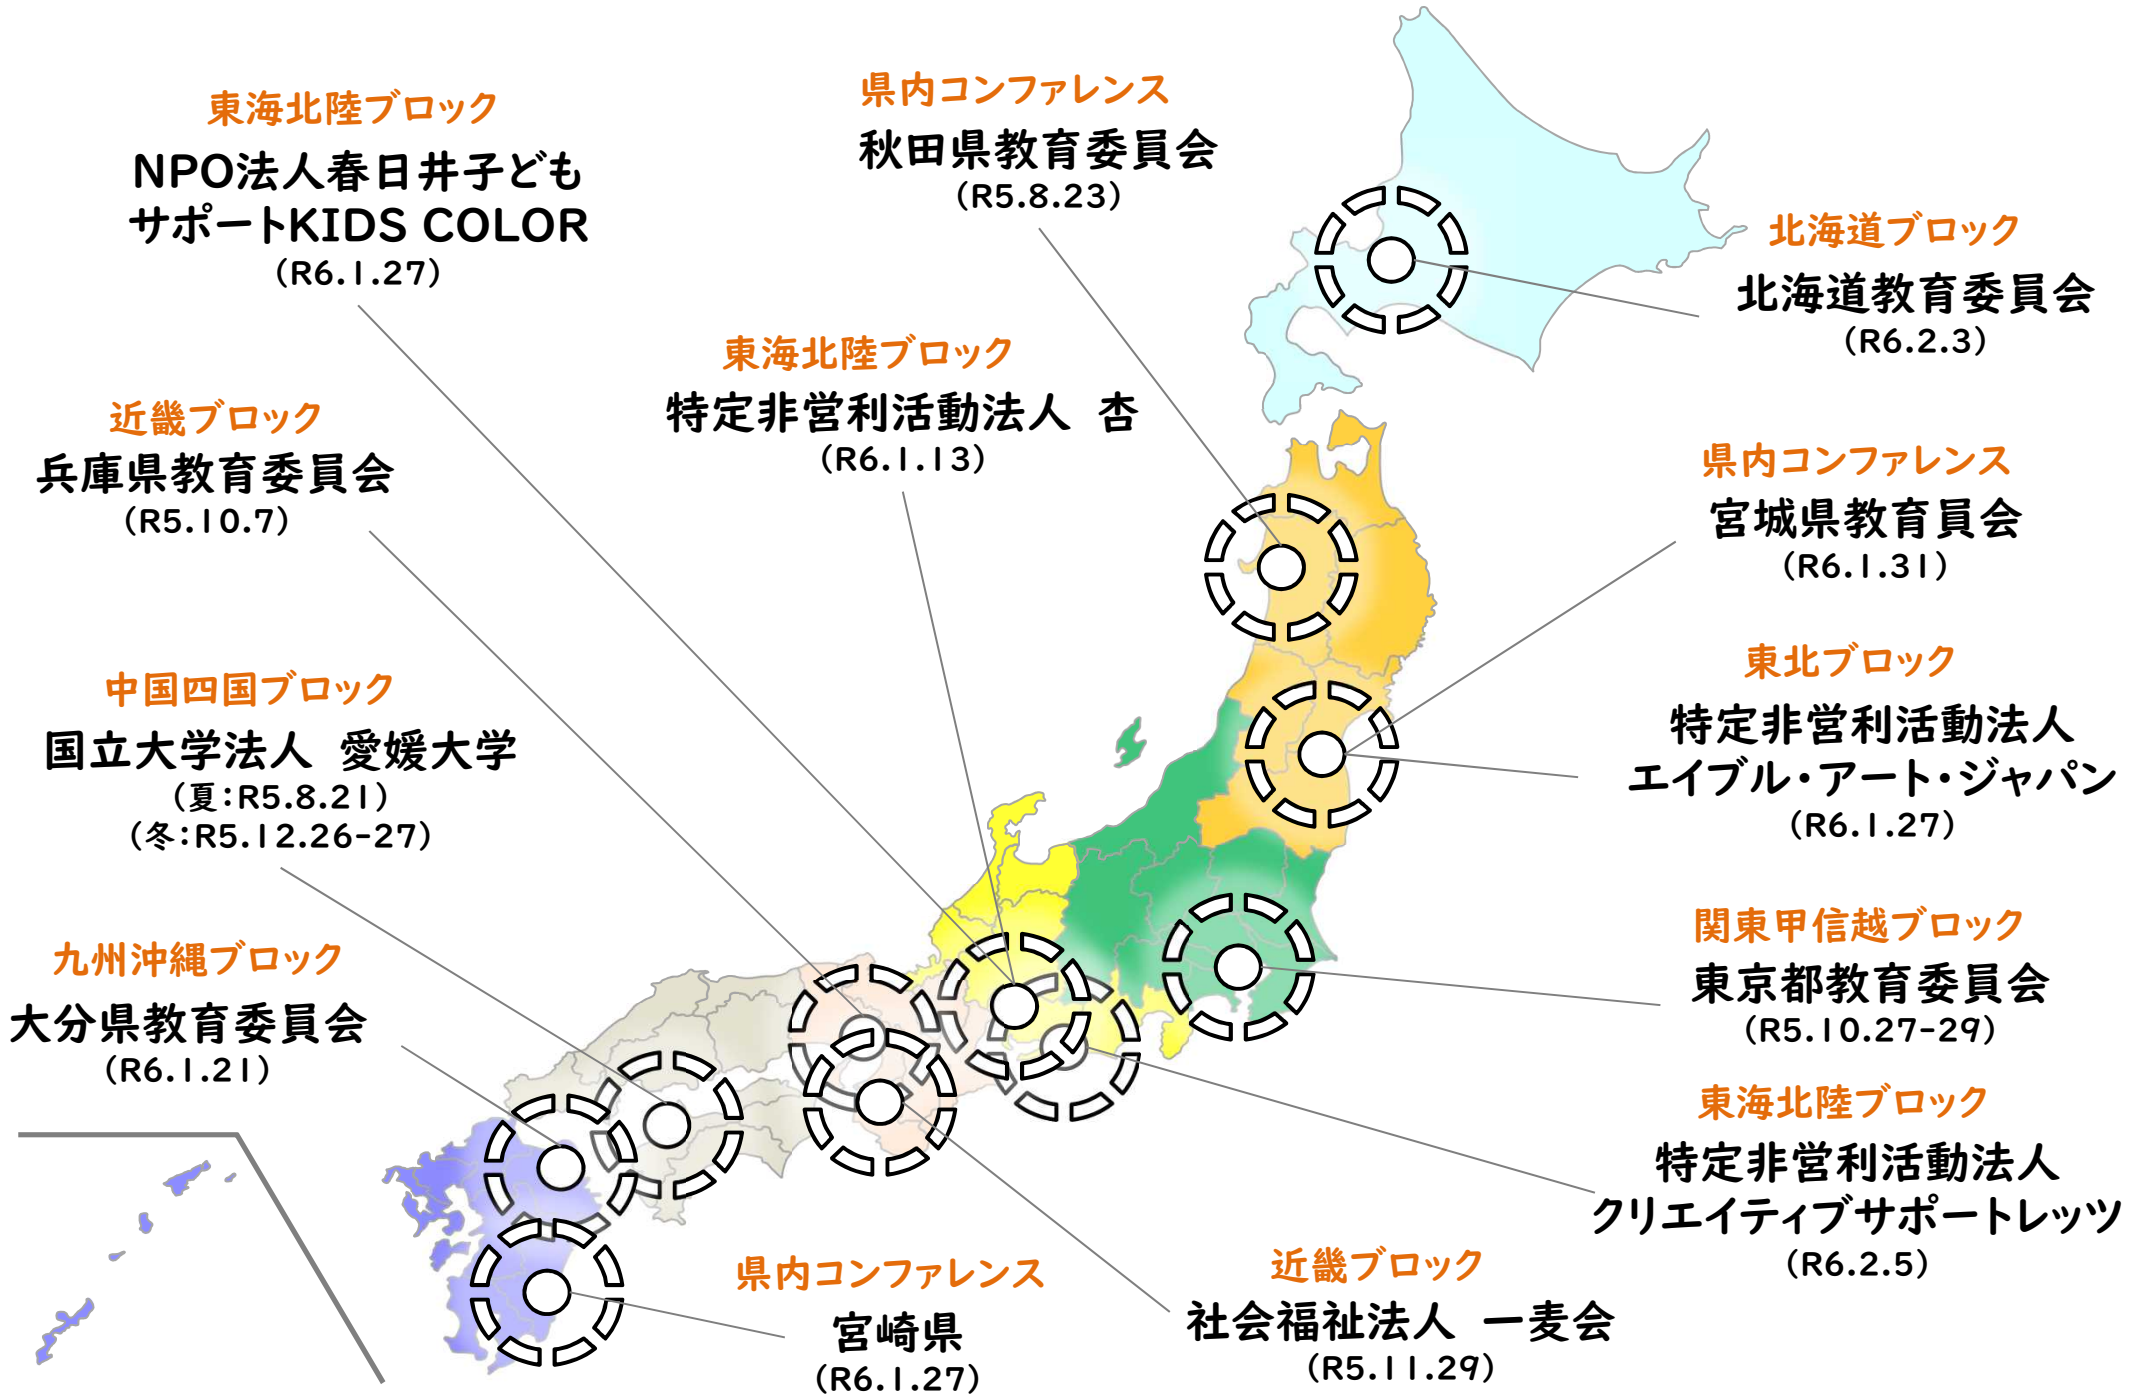 東海北陸ブロック
NPO法人春日井子ども
サポートKIDS COLOR
(R6.1.27)
県内コンファレンス
秋田県教育委員会
(R5.8.23)
北海道ブロック
北海道教育委員会
(R6.2.3)
東海北陸ブロック
特定非営利活動法人 杏
(R6.1.13)
近畿ブロック
兵庫県教育委員会
(R5.10.7)
県内コンファレンス
宮城県教育員会
(R6.1.31)
中国四国ブロック
国立大学法人 愛媛大学
(夏:R5.8.21)
(冬:R5.12.26-27)
東北ブロック
特定非営利活動法人
エイブル・アート・ジャパン
(R6.1.27)
九州沖縄ブロック
大分県教育委員会
(R6.1.21)
関東甲信越ブロック
東京都教育委員会
(R5.10.27-29)
東海北陸ブロック
特定非営利活動法人
クリエイティブサポートレッツ
(R6.2.5)
県内コンファレンス
宮崎県
(R6.1.27)
近畿ブロック
社会福祉法人 一麦会
(R5.11.29)